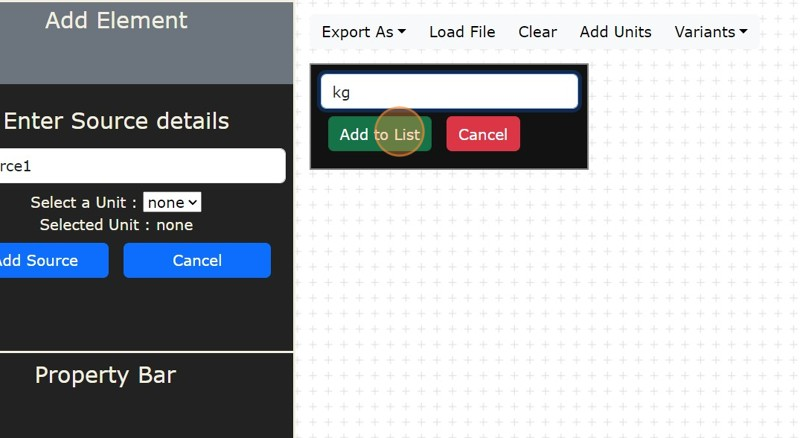 Add Element
Export As Load File Clear Add Units Variants
kg
Add to List Cancel
Enter Source details
rce1
Select a Unit : none
Selected Unit : none
Add Source Cancel
Property Bar